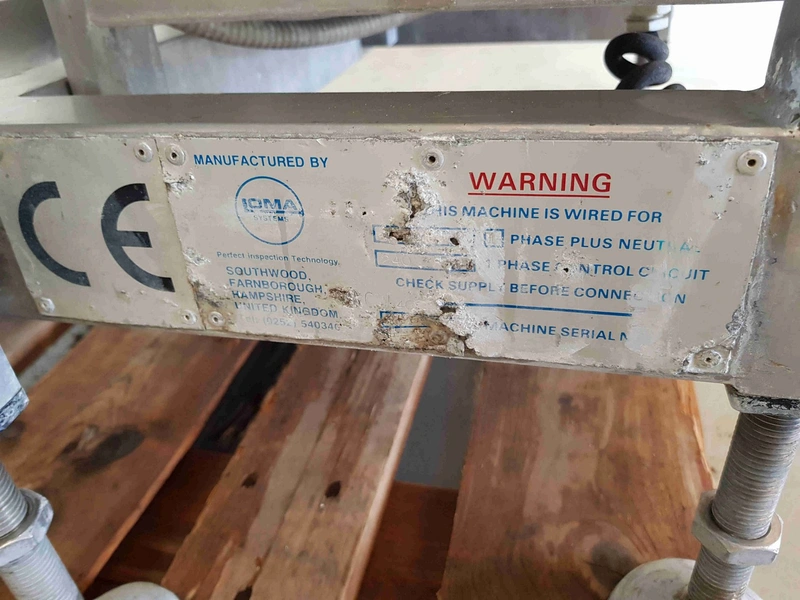 CE
MANUFACTURED BY
SYSTEMS
Perfect Inspection Technology.
SOUTHWOOD,
FARNBOROUGH,
HAMPSHIRE,
UNITED KINGDOM.
540340
WARNING
THIS MACHINE IS WIRED FOR
PHASE PLUS NEUTRAL
PHASE CONTROL CIRCUIT
CHECK SUPPLY BEFORE CONNECTION
MACHINE SERIAL